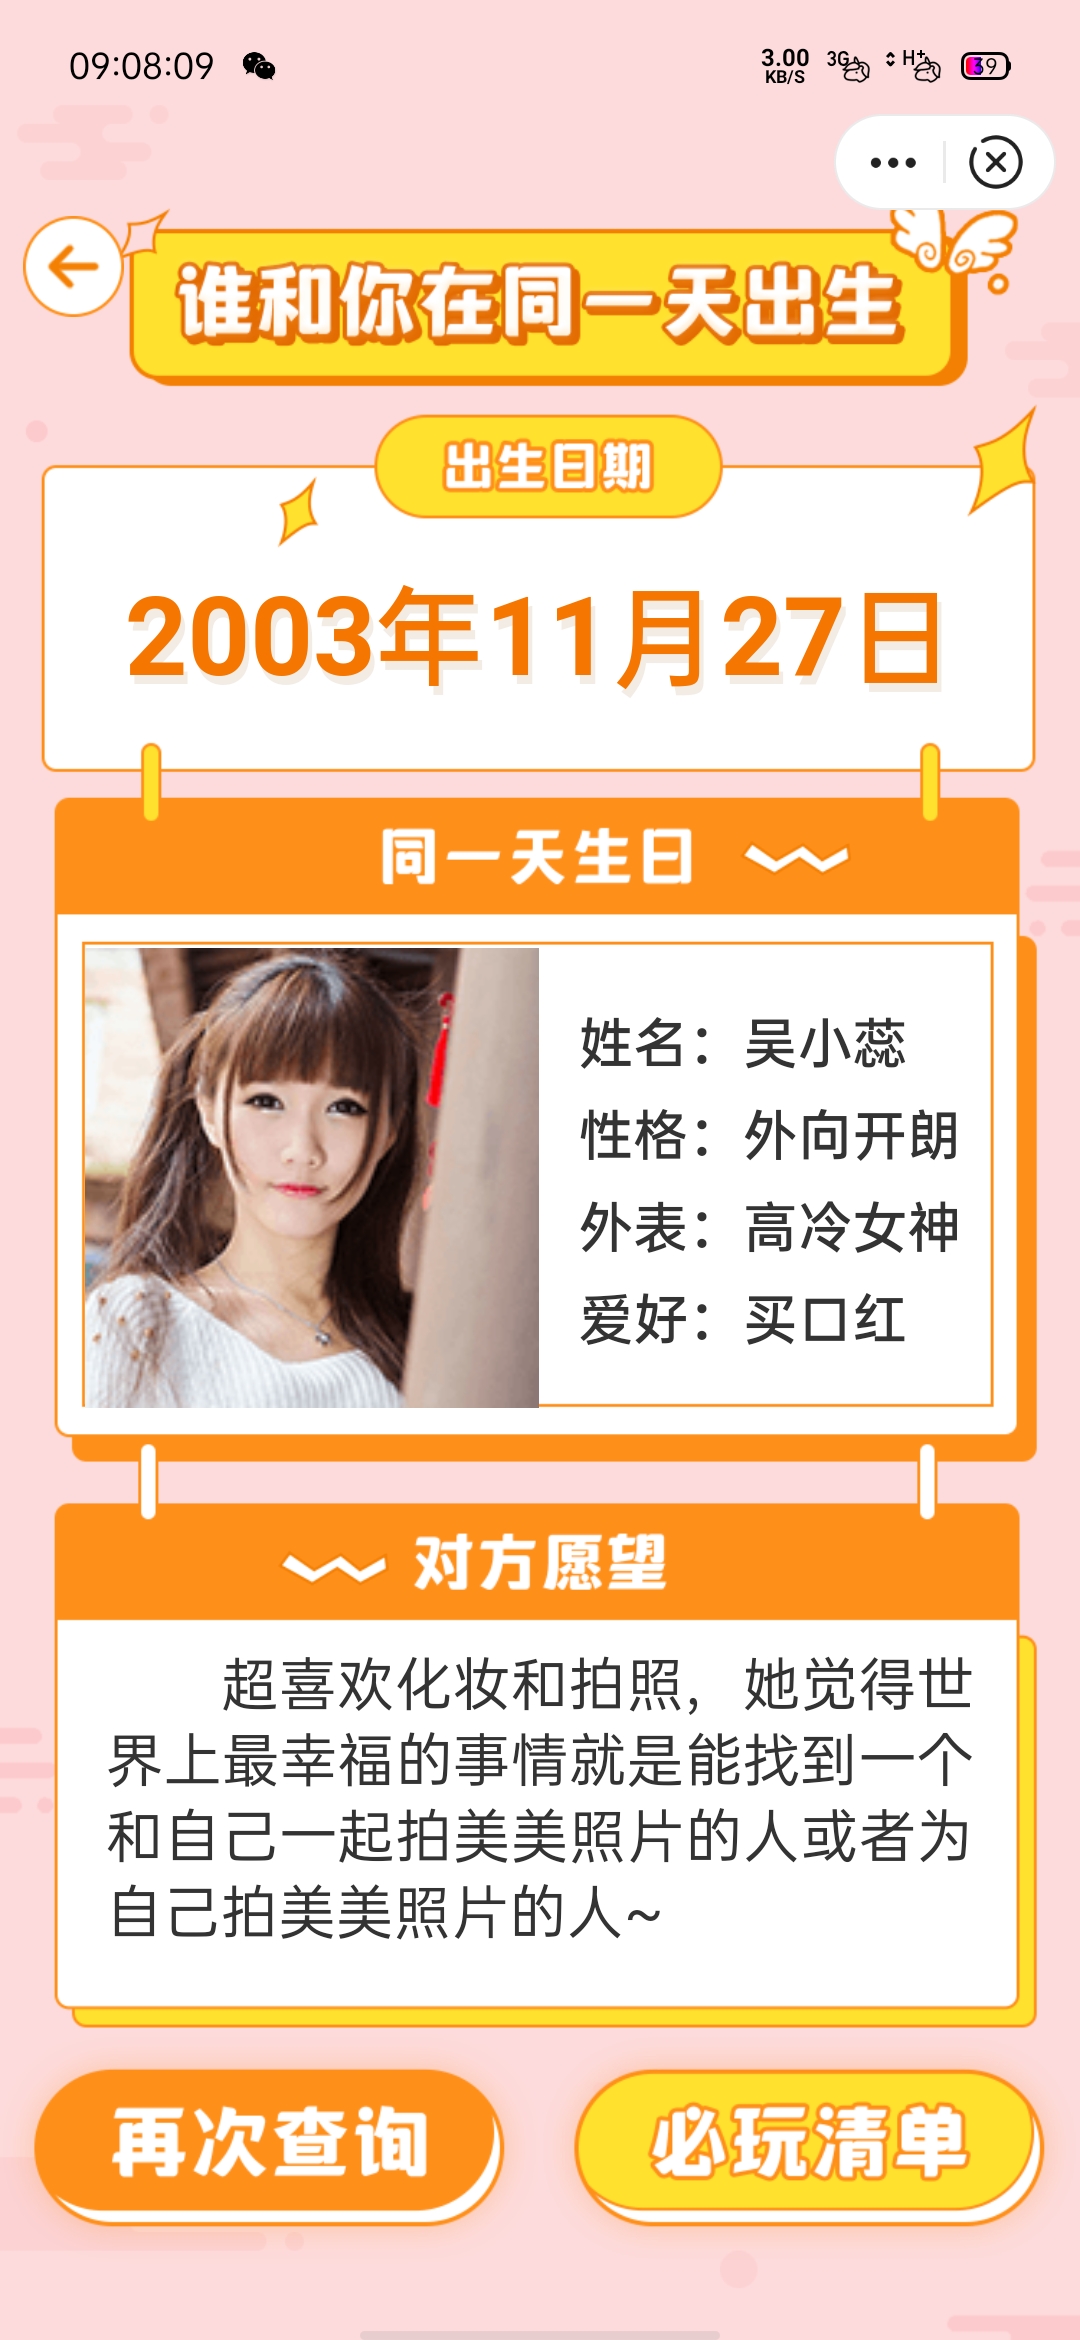 09:08:09
3.00
KB/S
3G
H+
39
谁和你在同一天出生
出生日期
2003年11月27日
同一天生日
姓名：吴小蕊
性格：外向开朗
外表：高冷女神
爱好：买口红
对方愿望
超喜欢化妆和拍照，她觉得世
界上最幸福的事情就是能找到一个
和自己一起拍美美照片的人或者为
自己拍美美照片的人~
再次查询
必玩清单